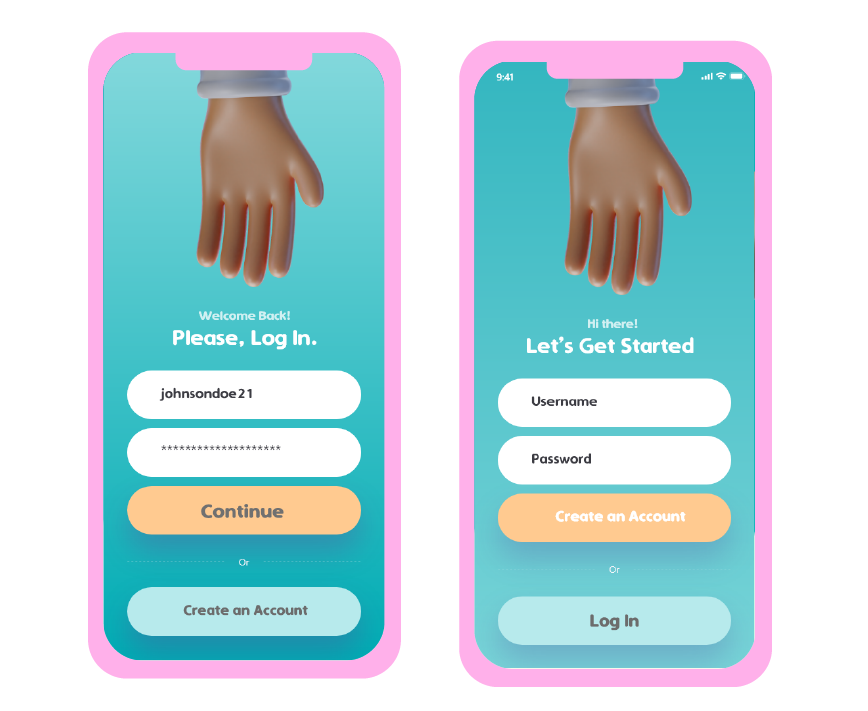 Welcome Back!
Please, Log In.
johnsondoe21
********************
Continue
Or
Create an Account
9:41
Hi there!
Let's Get Started
Username
Password
Create an Account
Or
Log In